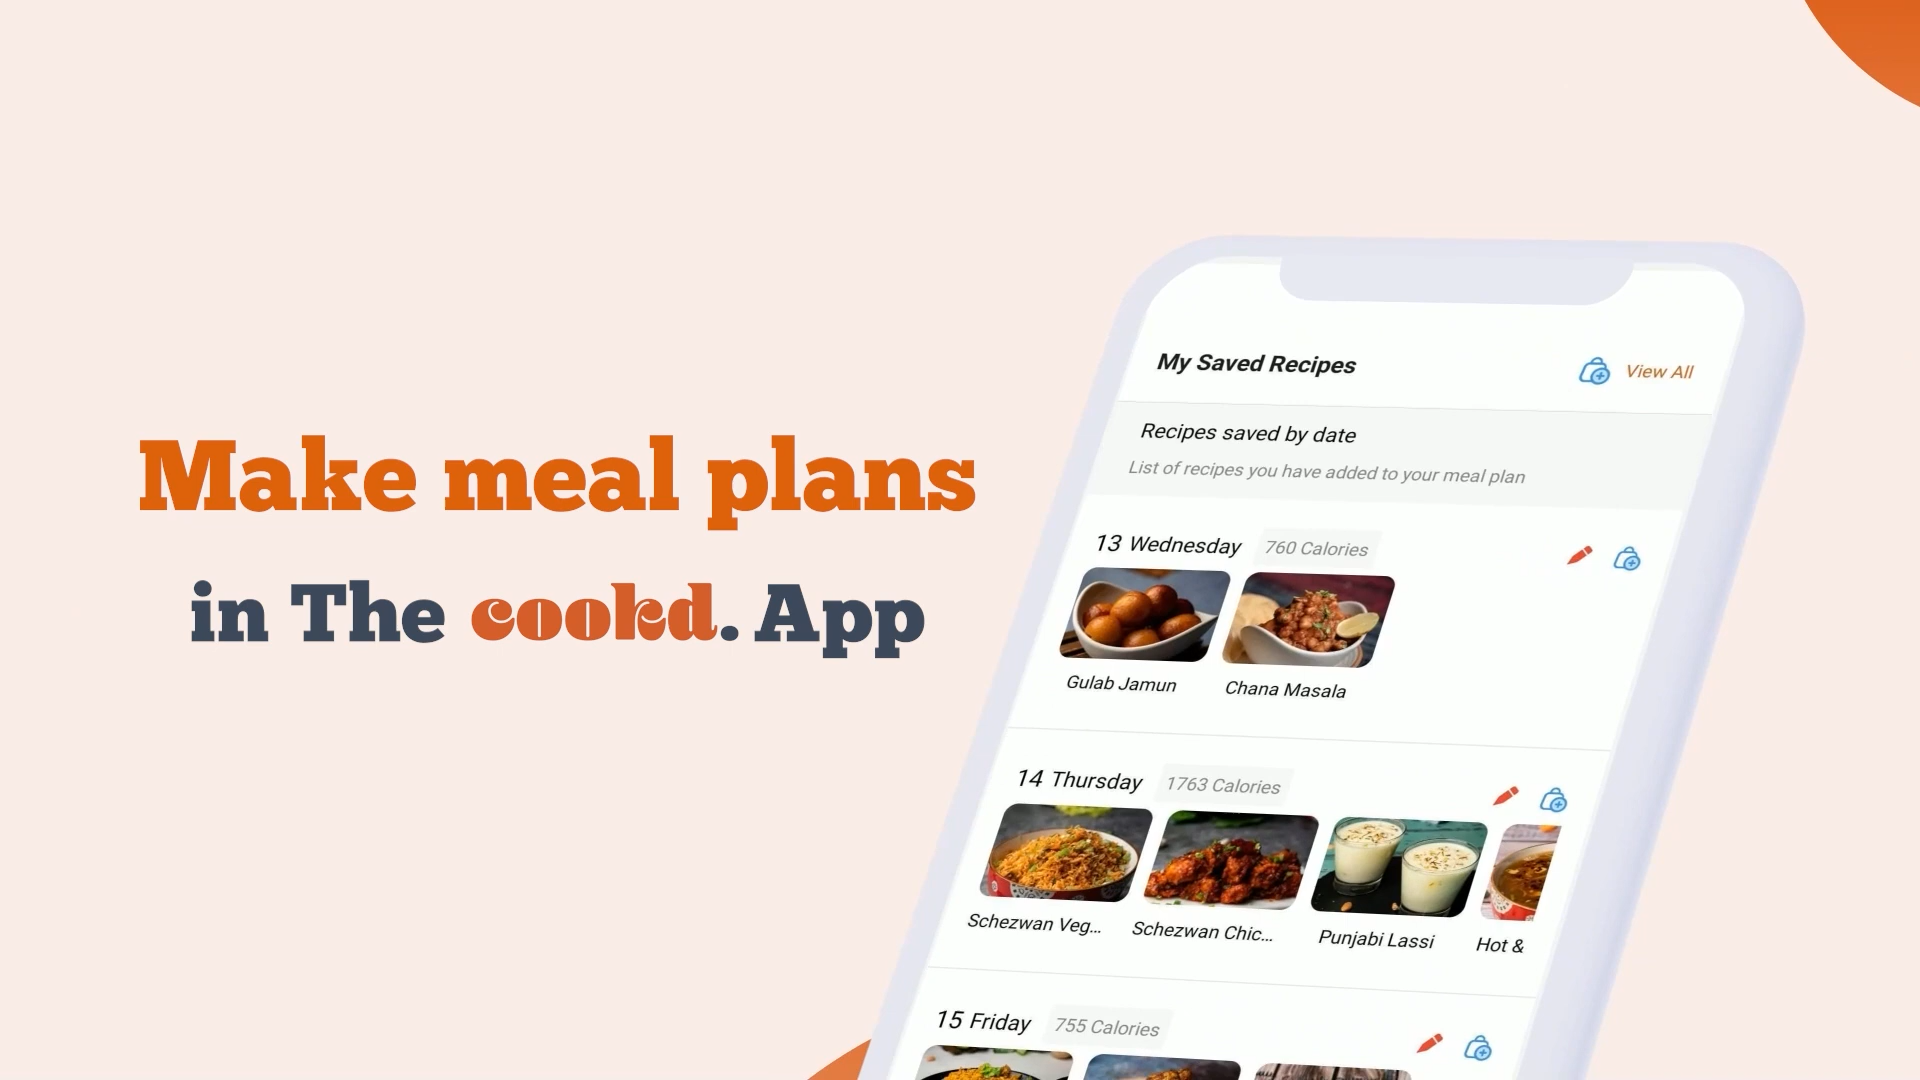 Make meal plans
in The cookd. App
My Saved Recipes
View All
Recipes saved by date
List of recipes you have added to your meal plan
13 Wednesday 760 Calories
Gulab Jamun
Chana Masala
14 Thursday 1763 Calories
Schezwan Veg...
Schezwan Chic...
Punjabi Lassi
Hot &
15 Friday 755 Calories